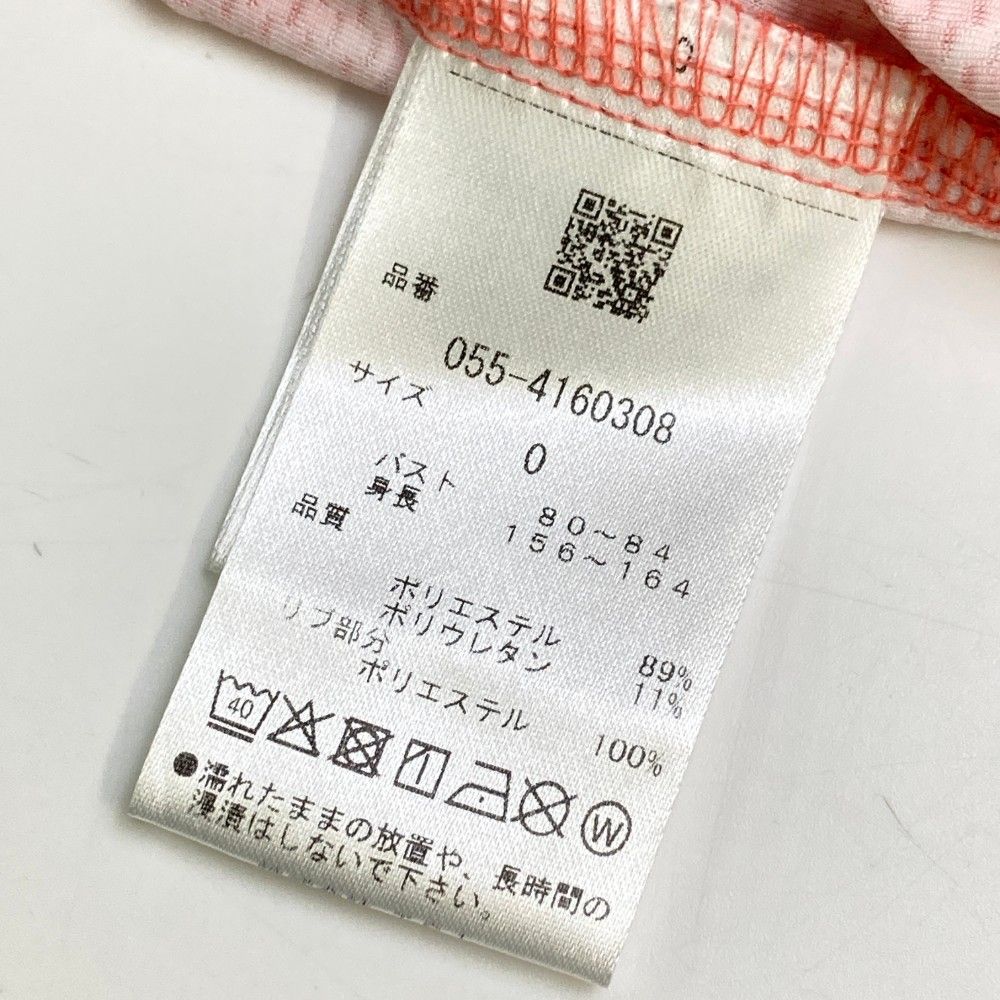 品番
055-4160308
サイズ
0
バスト 80~84
身長 156~164
品質
ポリエステル 89%
ポリウレタン 11%
リブ部分
ポリエステル 100%
40
W
●濡れたままの放置や、長時間の
浸漬はしないで下さい。